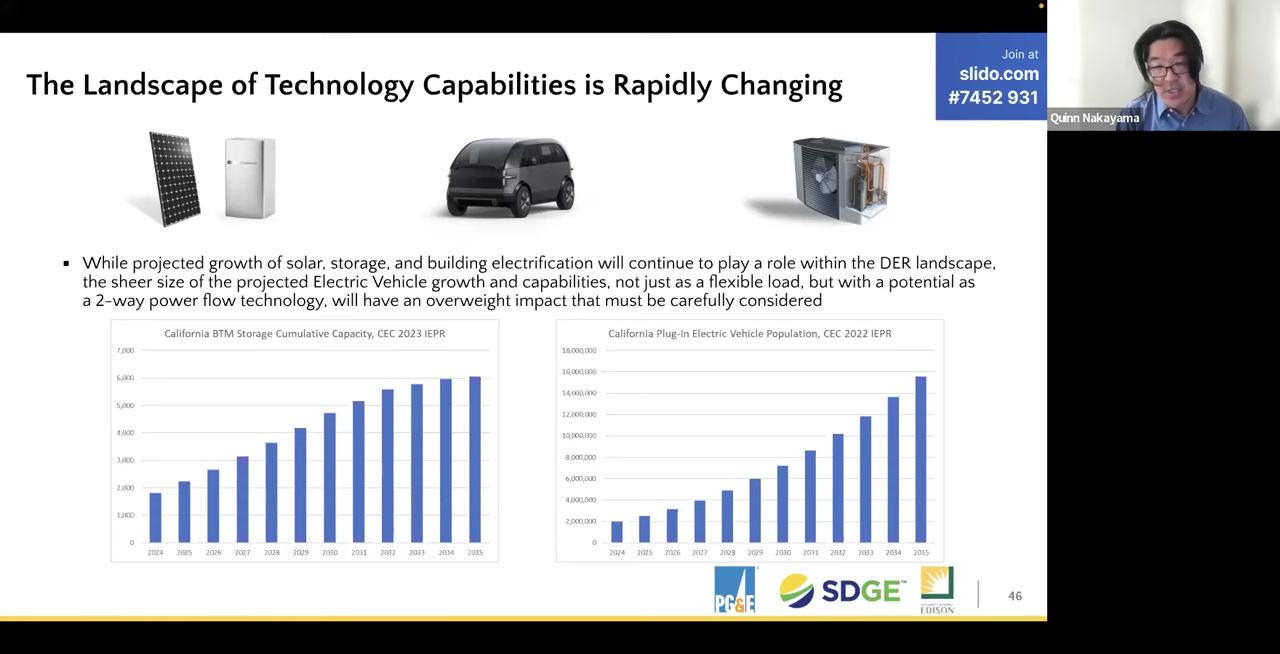 The Landscape of Technology Capabilities is Rapidly Changing
Join at
slido.com
#7452 931
Quinn Nakayama
▪ While projected growth of solar, storage, and building electrification will continue to play a role within the DER landscape,
the sheer size of the projected Electric Vehicle growth and capabilities, not just as a flexible load, but with a potential as
a 2-way power flow technology, will have an overweight impact that must be carefully considered
California BTM Storage Cumulative Capacity, CEC 2023 IEPR
7,000
6,000
5,000
4,000
3,000
2,000
1,000
0
2024 2025 2026 2027 2028 2029 2030 2031 2032 2033 2034 2035
California Plug-In Electric Vehicle Population, CEC 2022 IEPR
18,000,000
16,000,000
14,000,000
12,000,000
10,000,000
8,000,000
6,000,000
4,000,000
2,000,000
0
2024 2025 2026 2027 2028 2029 2030 2031 2032 2033 2034 2035
PG&E
SDGE™
EDISON
46